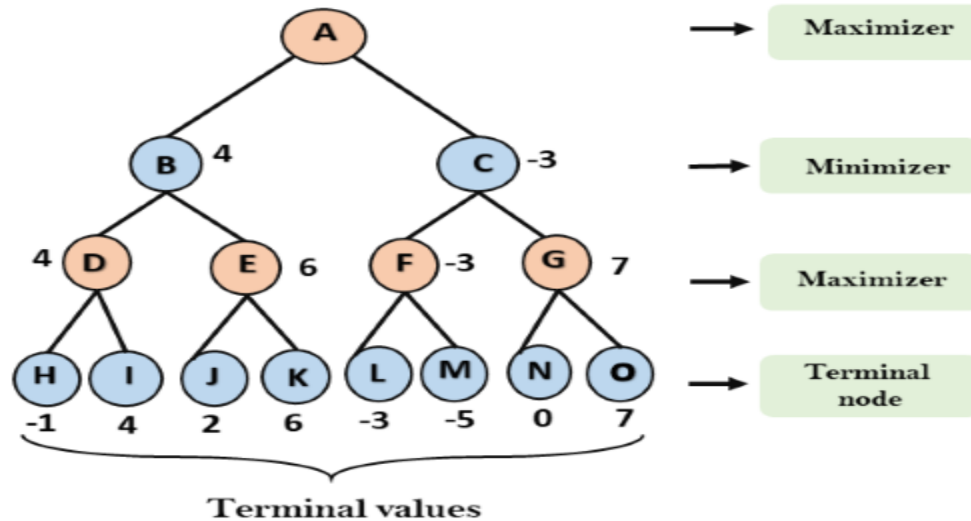 A
Maximizer
B 4
C -3
Minimizer
4 D
E 6
F -3
G 7
Maximizer
H I J K L M N O
Terminal
node
-1 4 2 6 -3 -5 0 7
Terminal values